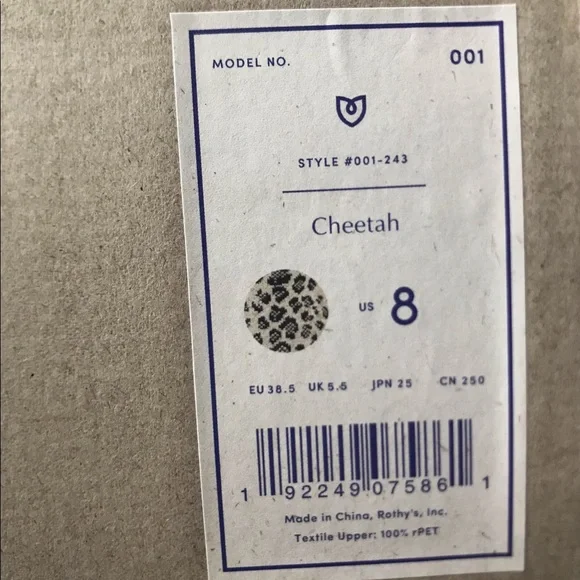 MODEL NO. 001
STYLE #001-243
Cheetah
US 8
EU 38.5 UK 5.5 JPN 25 CN 250
1 92249 07586 1
Made in China, Rothy's, Inc.
Textile Upper: 100% rPET